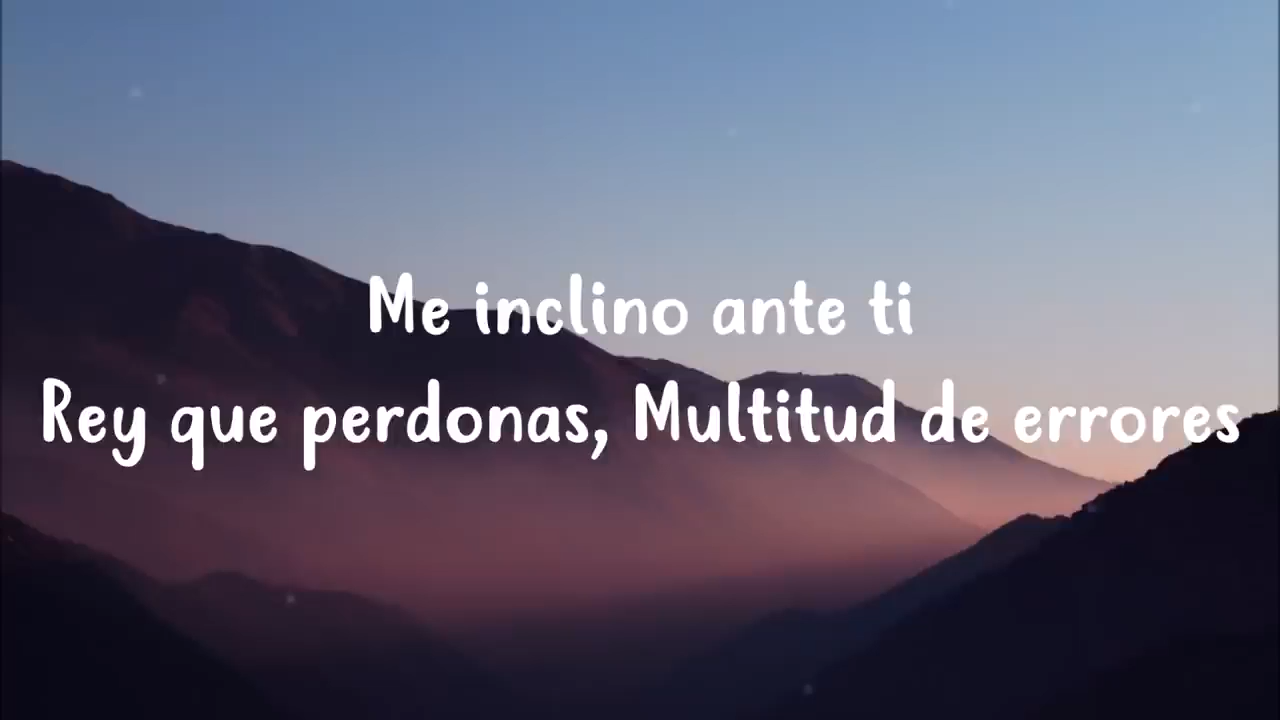 Me inclino ante ti
Rey que perdonas, Multitud de errores